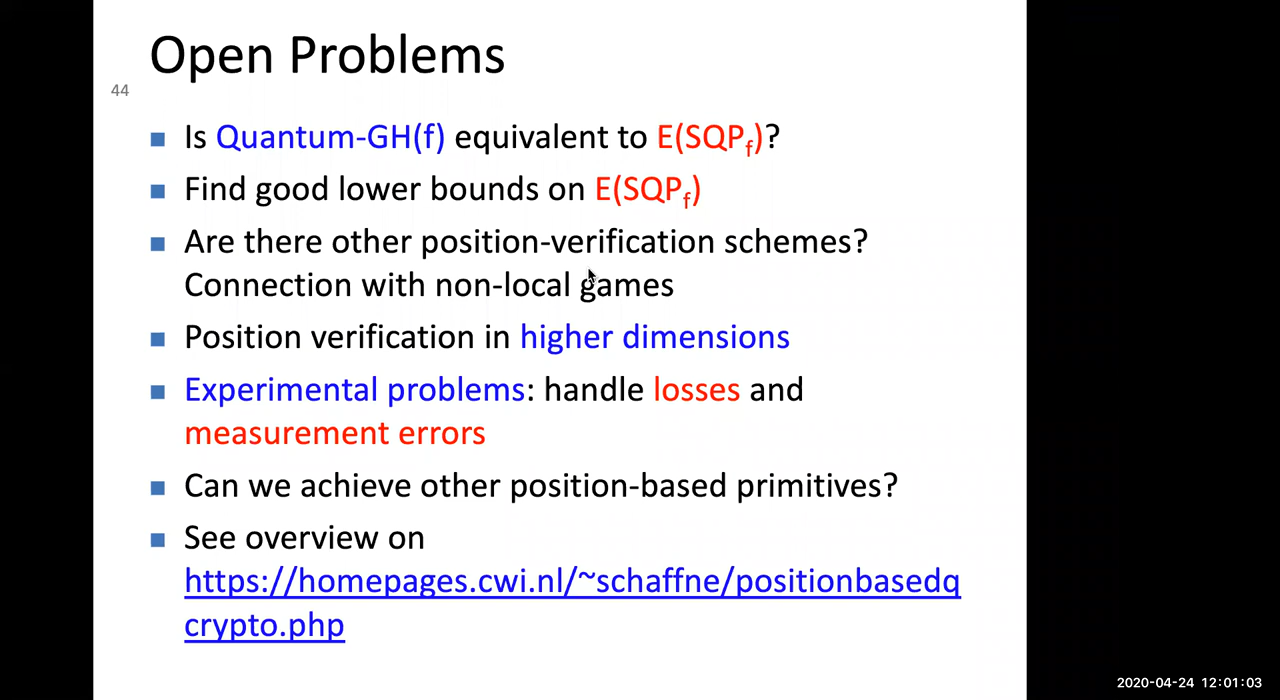 Open Problems
44
Is Quantum-GH(f) equivalent to E(SQPf)?
Find good lower bounds on E(SQPf)
Are there other position-verification schemes?
Connection with non-local games
Position verification in higher dimensions
Experimental problems: handle losses and
measurement errors
Can we achieve other position-based primitives?
See overview on
https://homepages.cwi.nl/~schaffne/positionbasedq
crypto.php
2020-04-24 12:01:03